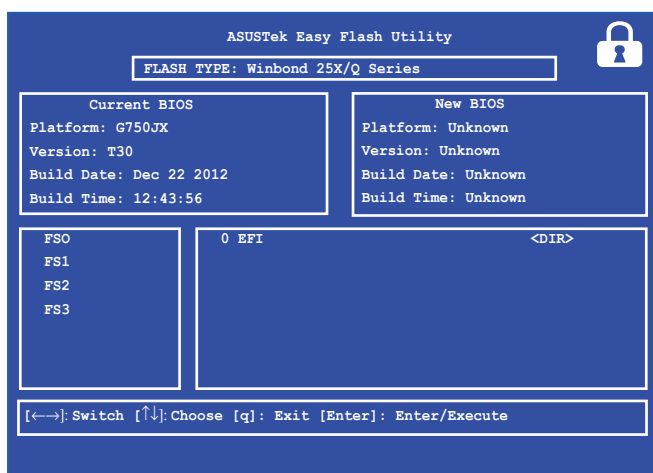 ASUSTek Easy Flash Utility
FLASH TYPE: Winbond 25X/Q Series
Current BIOS
Platform: G750JX
Version: T30
Build Date: Dec 22 2012
Build Time: 12:43:56
New BIOS
Platform: Unknown
Version: Unknown
Build Date: Unknown
Build Time: Unknown
FSO
FS1
FS2
FS3
0 EFI <DIR>
[←→]: Switch [↑↓]: Choose [q]: Exit [Enter]: Enter/Execute